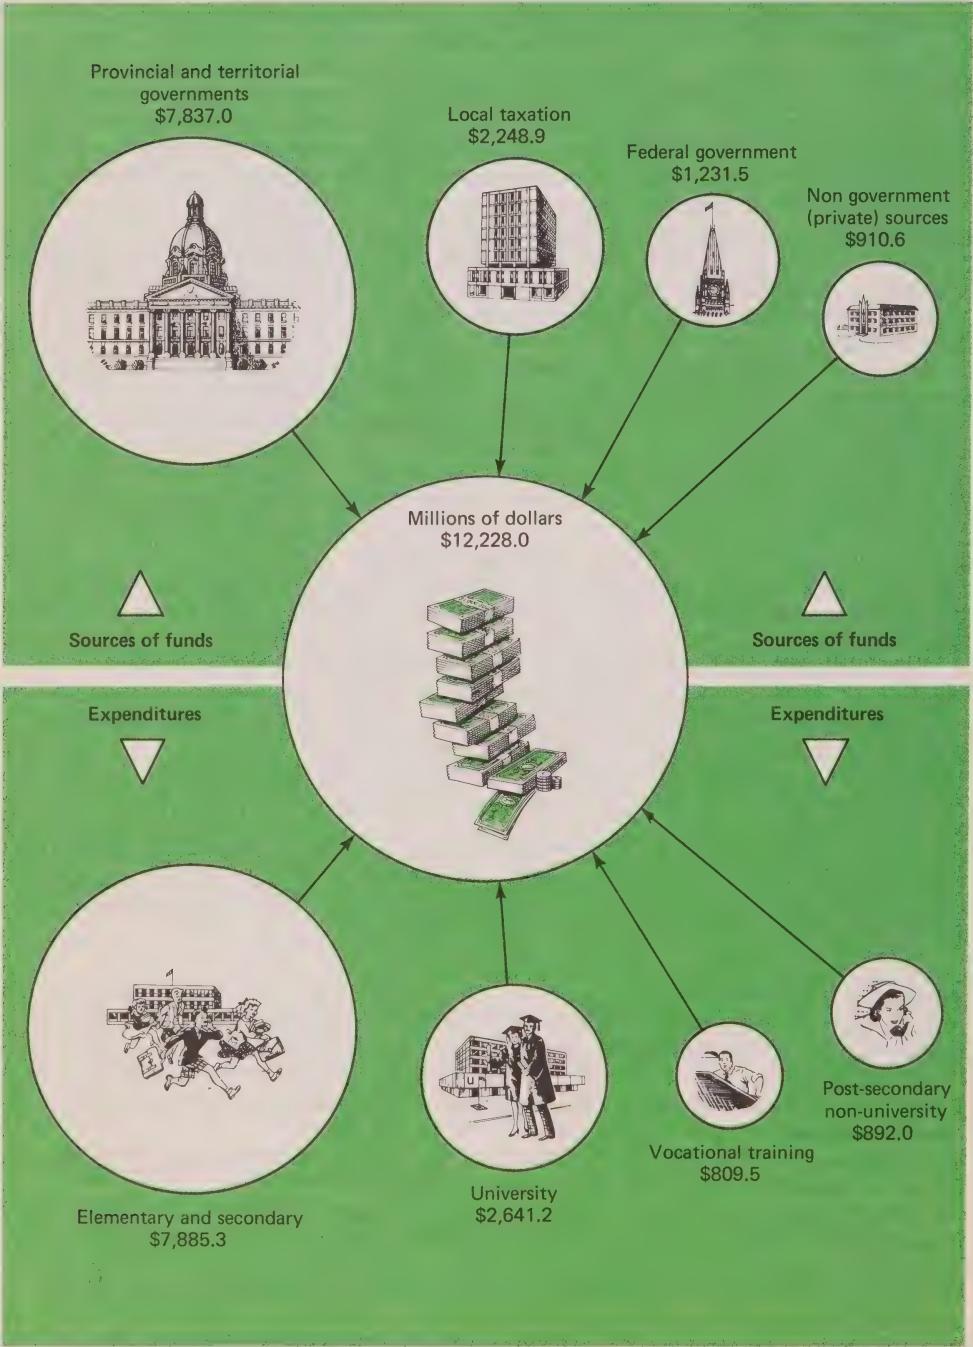 Provincial and territorial
governments
$7,837.0
Local taxation
$2,248.9
Federal government
$1,231.5
Non government
(private) sources
$910.6
Millions of dollars
$12,228.0
Sources of funds
Sources of funds
Expenditures
Expenditures
Elementary and secondary
$7,885.3
University
$2,641.2
Vocational training
$809.5
Post-secondary
non-university
$892.0